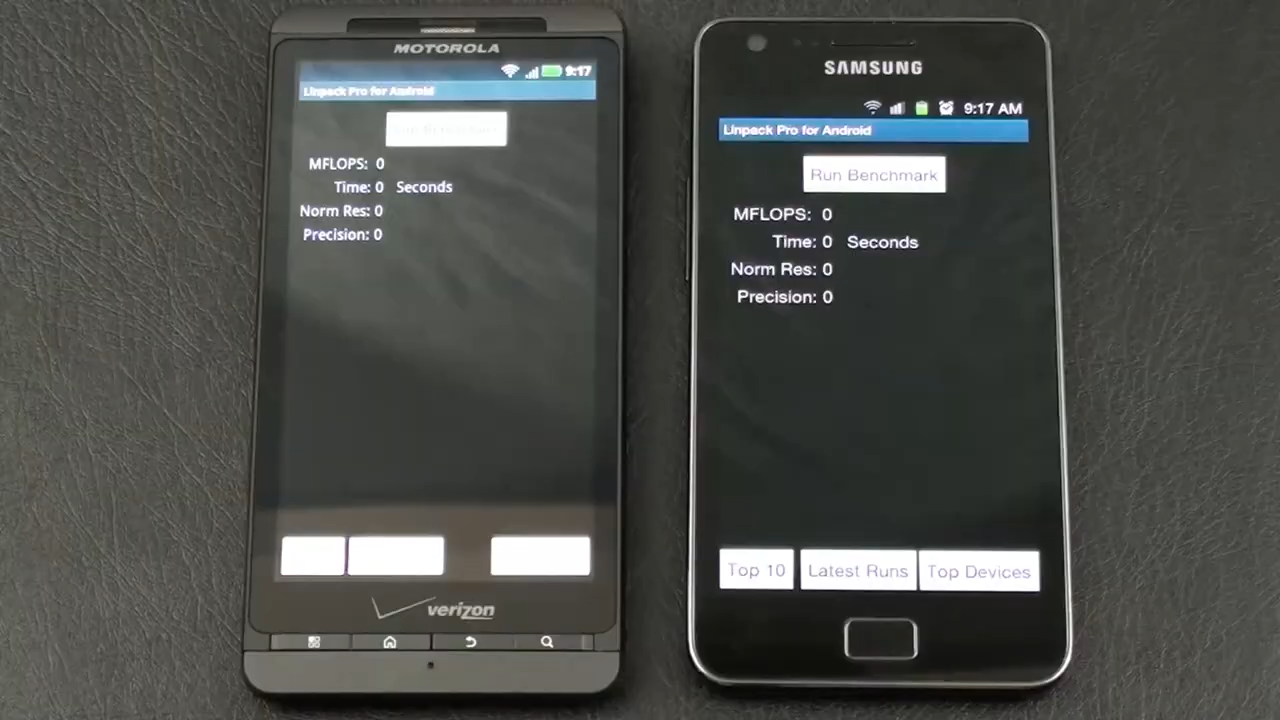 MOTOROLA
9:17
Linpack Pro for Android
MFLOPS: 0
Time: 0 Seconds
Norm Res: 0
Precision: 0
verizon
SAMSUNG
9:17 AM
Linpack Pro for Android
Run Benchmark
MFLOPS: 0
Time: 0 Seconds
Norm Res: 0
Precision: 0
Top 10
Latest Runs
Top Devices